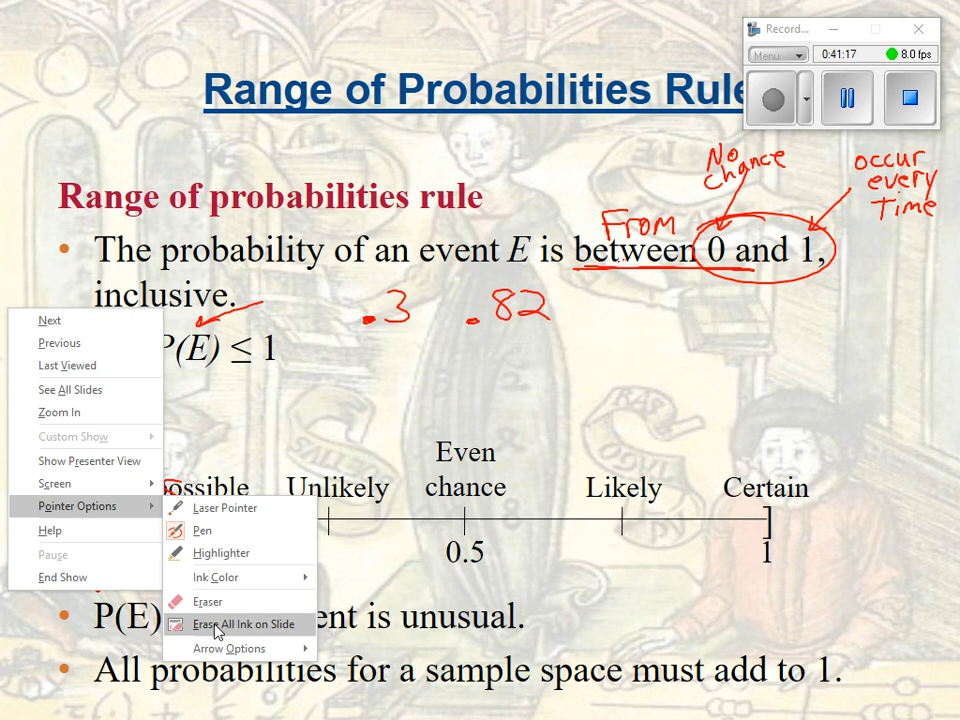 Range of Probabilities Rule
Record...
Menu
0:41:17
8.0 fps
No
chance
occur
every
Time
Range of probabilities rule
From
• The probability of an event E is between 0 and 1,
inclusive.
.3 .82
P(E) ≤ 1
Next
Previous
Last Viewed
See All Slides
Zoom In
Custom Show
Show Presenter View
Screen
Pointer Options
Help
Pause
End Show
Laser Pointer
Pen
Highlighter
Ink Color
Eraser
Erase All Ink on Slide
Arrow Options
Even
chance
possible Unlikely Likely Certain
0.5 1
• P(E) ent is unusual.
• All probabilities for a sample space must add to 1.